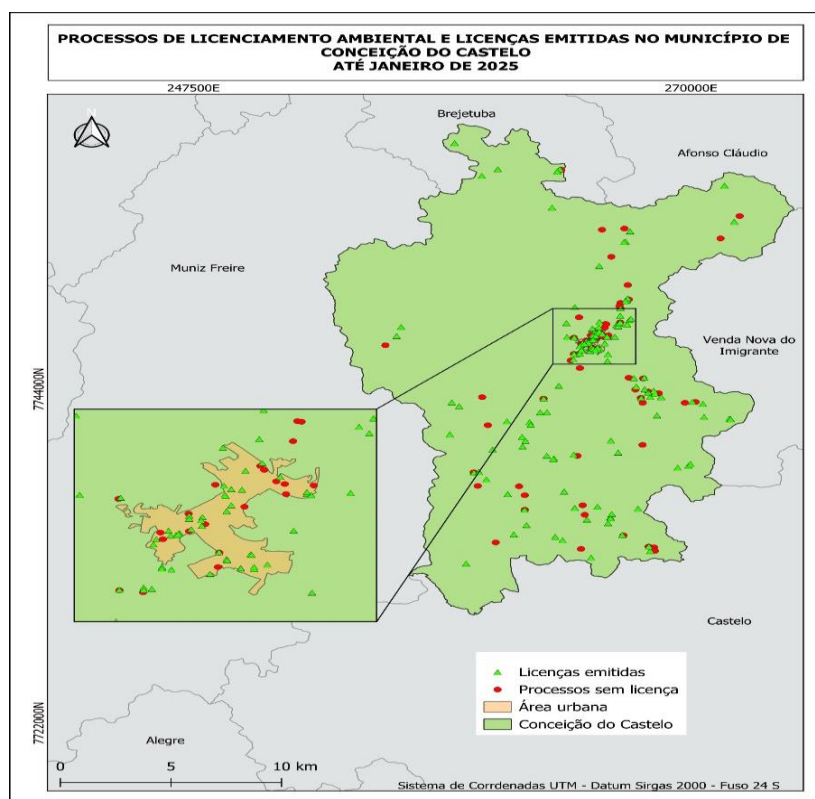 PROCESSOS DE LICENCIAMENTO AMBIENTAL E LICENÇAS EMITIDAS NO MUNICÍPIO DE
CONCEIÇÃO DO CASTELO
ATÉ JANEIRO DE 2025
247500E
270000E
N
Brejetuba
Afonso Cláudio
Muniz Freire
Venda Nova do
Imigrante
7744000N
Castelo
Licenças emitidas
Processos sem licença
Área urbana
Conceição do Castelo
7722000N
Alegre
0 5 10 km
Sistema de Corrdenadas UTM - Datum Sirgas 2000 - Fuso 24 S